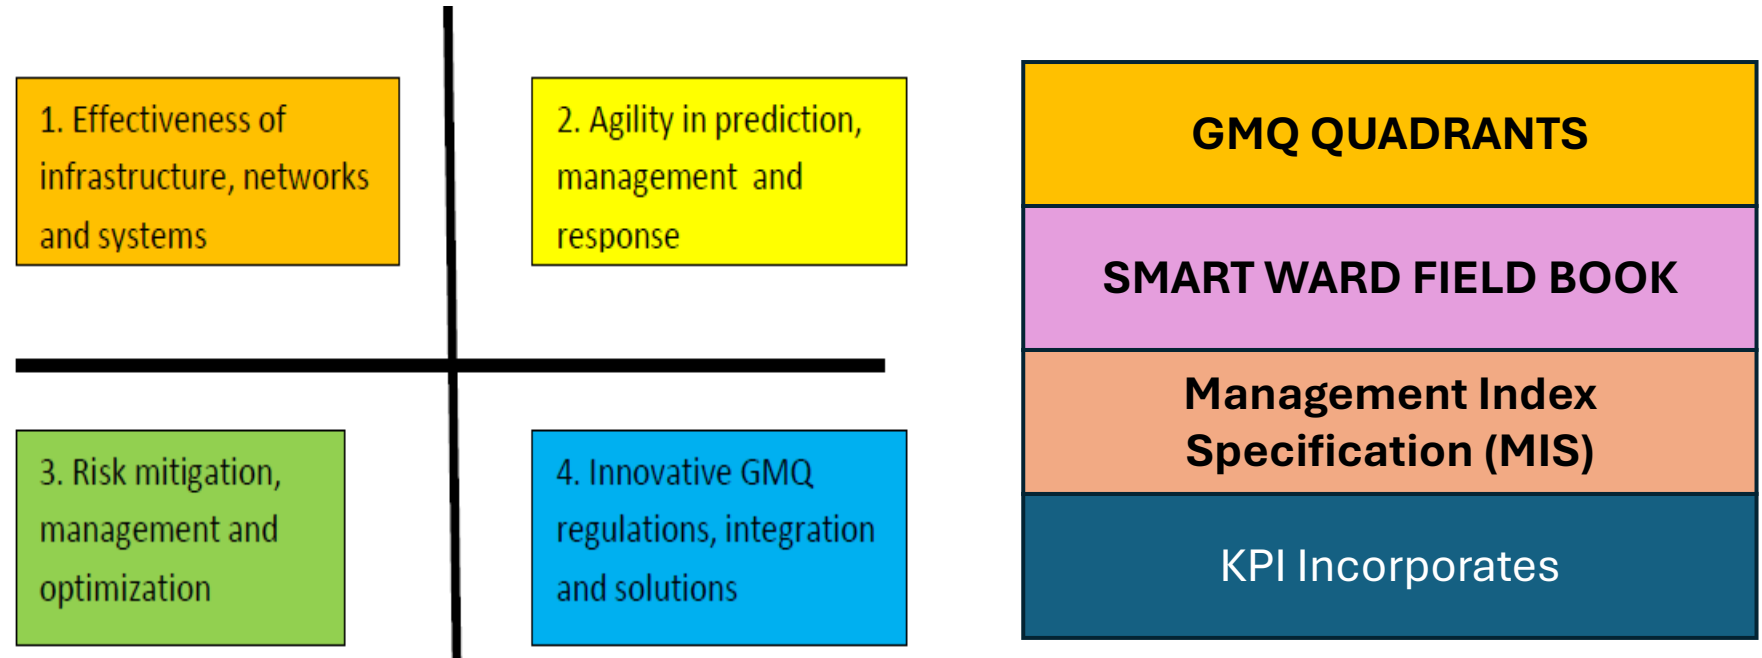 1. Effectiveness of
infrastructure, networks
and systems
2. Agility in prediction,
management and
response
3. Risk mitigation,
management and
optimization
4. Innovative GMQ
regulations, integration
and solutions
GMQ QUADRANTS
SMART WARD FIELD BOOK
Management Index
Specification (MIS)
KPI Incorporates